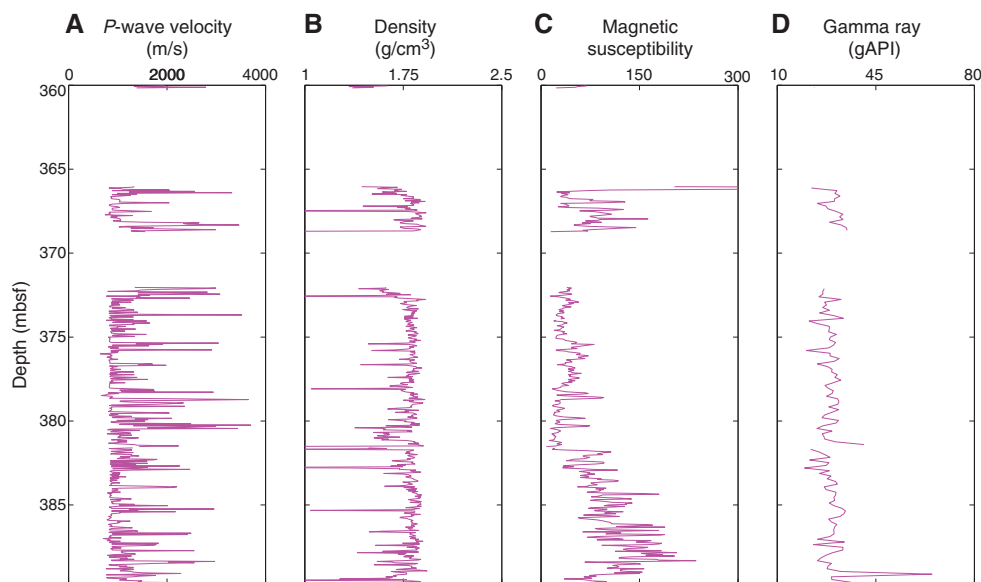 A P-wave velocity (m/s)
B Density (g/cm³)
C Magnetic susceptibility
D Gamma ray (gAPI)
0 2000 4000
1 1.75 2.5
0 150 300
10 45 80
360
365
370
375
380
385
Depth (mbsf)